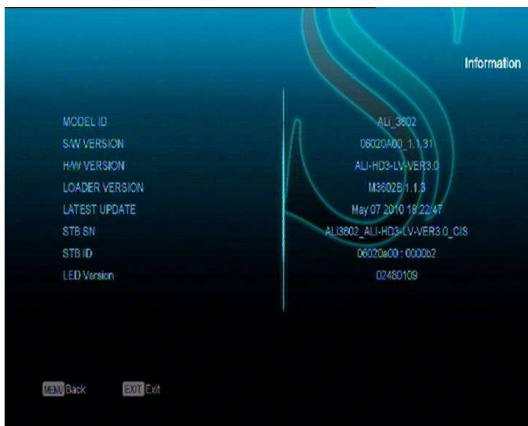 Information
MODEL ID ALi_3602
S/W VERSION 06020A00_1.1.31
H/W VERSION ALI-HD3-LV-VER3.0
LOADER VERSION M3602B 1.1.3
LATEST UPDATE May 07 2010 18:22:47
STB SN ALI3602_ALI-HD3-LV-VER3.0_CIS
STB ID 06020a00 : 0000b2
LED Version 02480109
MENU Back EXIT Exit